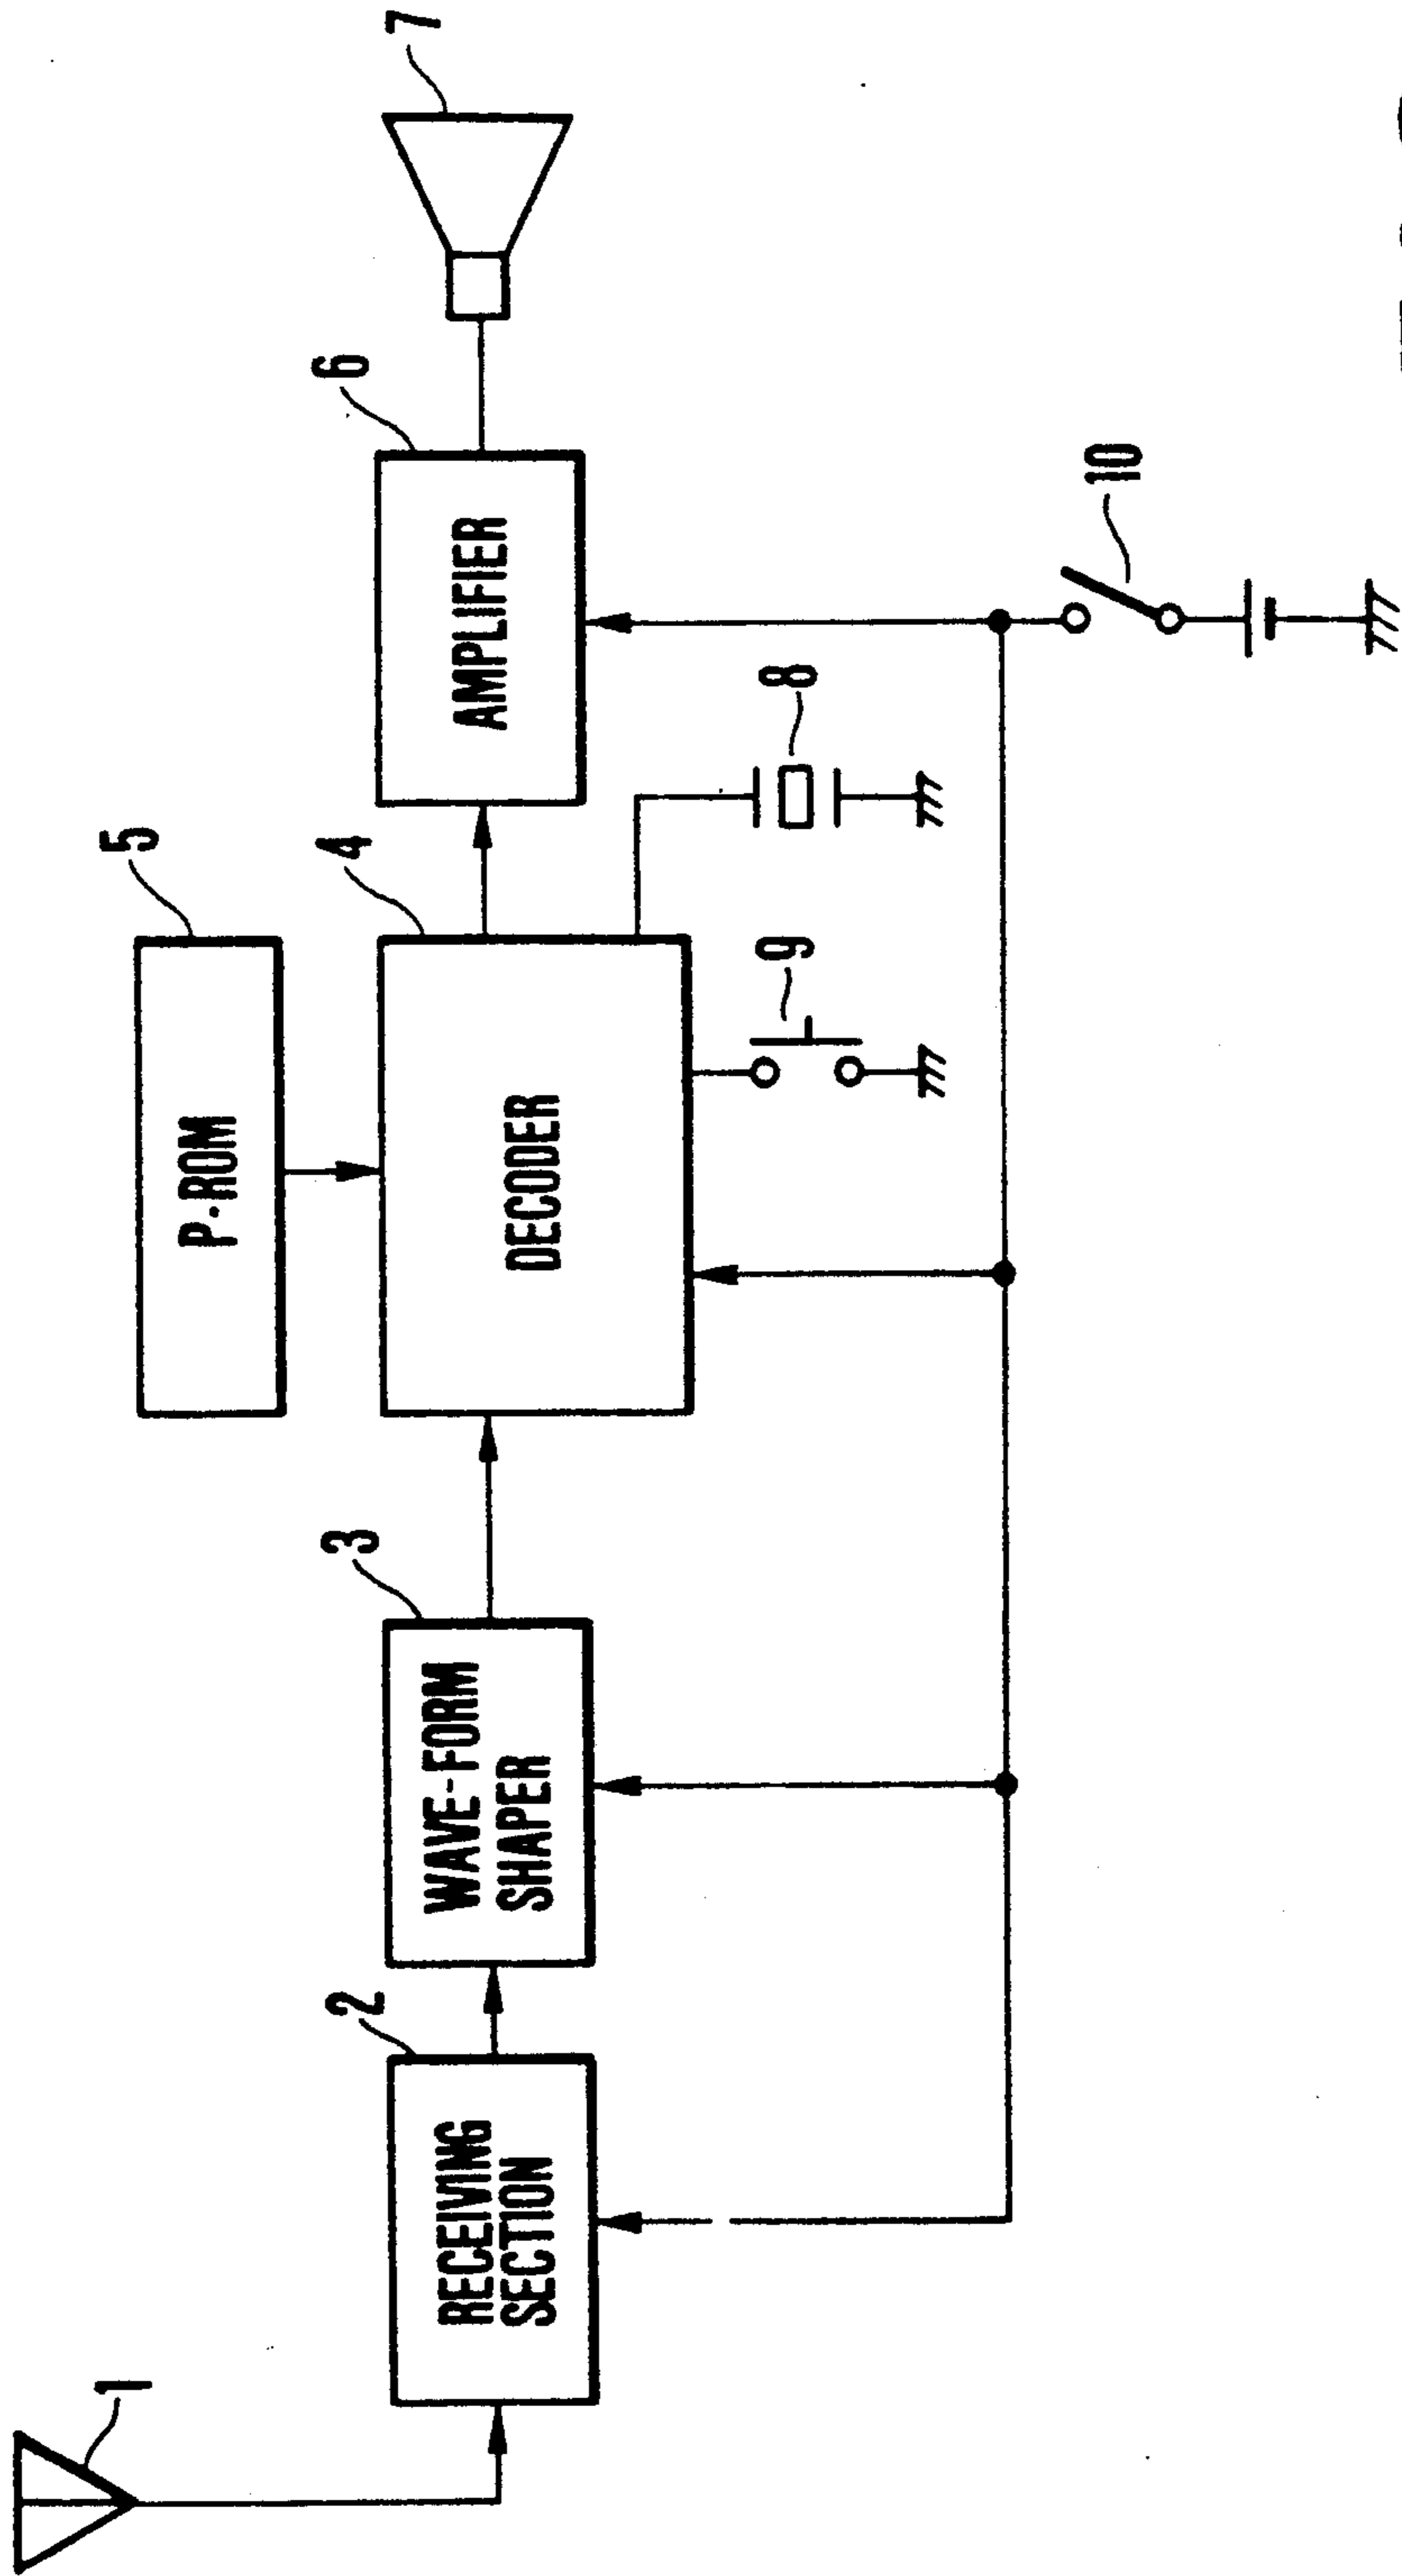 1
2
RECEIVING
SECTION
3
WAVE-FORM
SHAPER
4
DECODER
5
P-ROM
6
AMPLIFIER
7
8
9
10